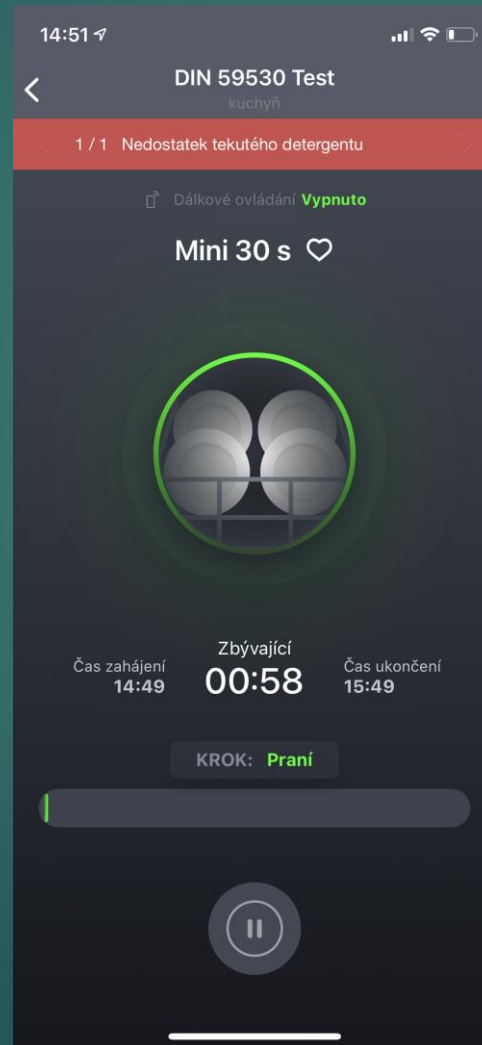 14:51
DIN 59530 Test
kuchyň
1 / 1 Nedostatek tekutého detergentu
Dálkové ovládání Vypnuto
Mini 30 s
Zbývající
Čas zahájení 00:58 Čas ukončení
14:49 15:49
KROK: Praní